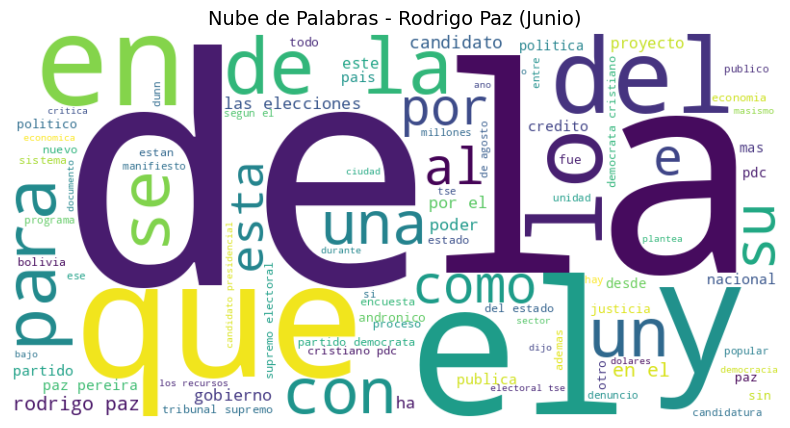 Nube de Palabras - Rodrigo Paz (Junio)
en
de la
todo
candidato
politica
proyecto
este
pais
entre
publico
las elecciones
segun el
dunn
critica
politico
economica
nuevo
sistema
estan
manifiesto
documento
se
de
la
por
millones
ano
de agosto
credito
del
democrata cristiano
economia
masismo
mas
pdc
fue
e
lo
al
tse
por el
poder
estado
unidad
plantea
su
nacional
para
programa
bolivia
ese
esta
ciudad
una
durante
candidato presidencial
supremo electoral
que
si
encuesta
andronico
proceso
partido democrata
cristiano pdc
como
del estado
sector
hay
desde
justicia
el
un
y
dijo
ademas
dolares
popular
democracia
bajo
partido
paz pereira
rodrigo paz
los recursos
gobierno
tribunal supremo
con
ha
publica
electoral tse
denuncio
otro
en el
paz
sin
candidatura